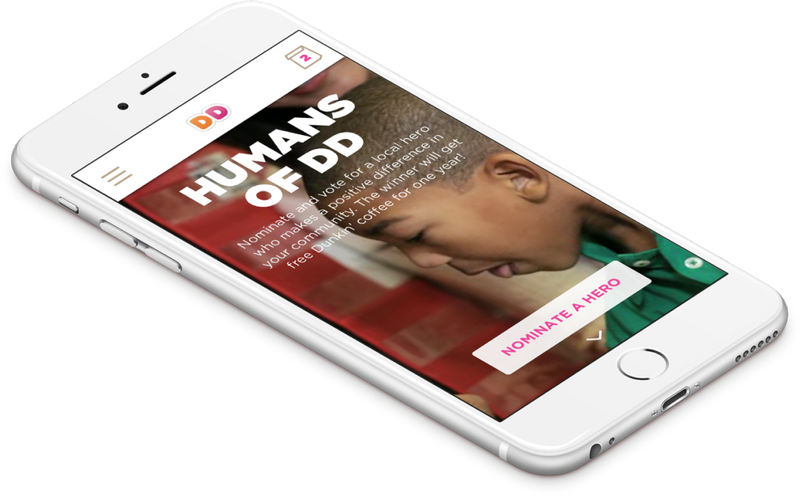 2
DD
HUMANS
OF DD
Nominate and vote for a local hero
who makes a positive difference in
your community. The winner will get
free Dunkin' coffee for one year!
NOMINATE A HERO